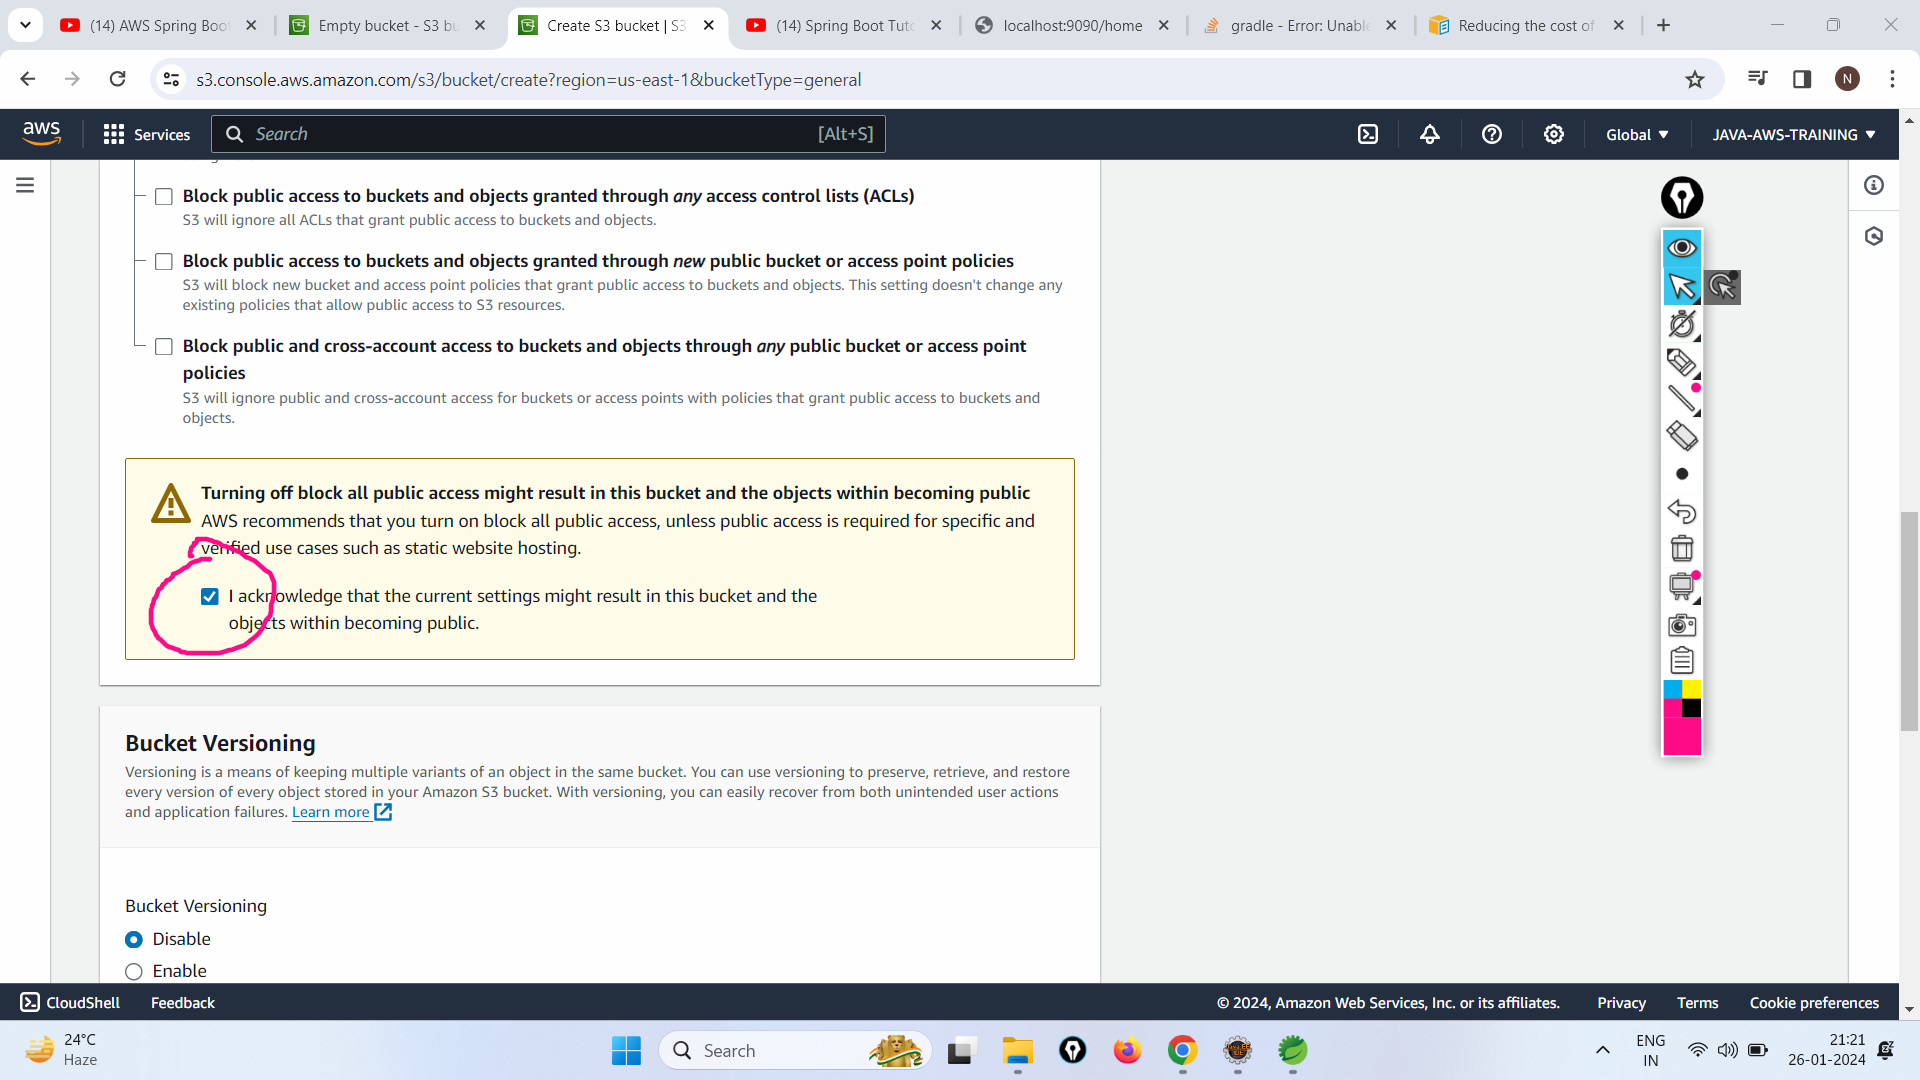 (14) AWS Spring Boo
Empty bucket - S3 bu
Create S3 bucket | S3
(14) Spring Boot Tuto
localhost:9090/home
gradle - Error: Unable
Reducing the cost of
s3.console.aws.amazon.com/s3/bucket/create?region=us-east-1&bucketType=general
N
aws
Services
Search
[Alt+S]
Global
JAVA-AWS-TRAINING
Block public access to buckets and objects granted through any access control lists (ACLs)
S3 will ignore all ACLs that grant public access to buckets and objects.
Block public access to buckets and objects granted through new public bucket or access point policies
S3 will block new bucket and access point policies that grant public access to buckets and objects. This setting doesn't change any
existing policies that allow public access to S3 resources.
Block public and cross-account access to buckets and objects through any public bucket or access point
policies
S3 will ignore public and cross-account access for buckets or access points with policies that grant public access to buckets and
objects.
Turning off block all public access might result in this bucket and the objects within becoming public
AWS recommends that you turn on block all public access, unless public access is required for specific and
verified use cases such as static website hosting.
I acknowledge that the current settings might result in this bucket and the
objects within becoming public.
Bucket Versioning
Versioning is a means of keeping multiple variants of an object in the same bucket. You can use versioning to preserve, retrieve, and restore
every version of every object stored in your Amazon S3 bucket. With versioning, you can easily recover from both unintended user actions
and application failures. Learn more
Bucket Versioning
Disable
Enable
CloudShell
Feedback
© 2024, Amazon Web Services, Inc. or its affiliates.
Privacy
Terms
Cookie preferences
24°C
Haze
Search
ENG
IN
21:21
26-01-2024